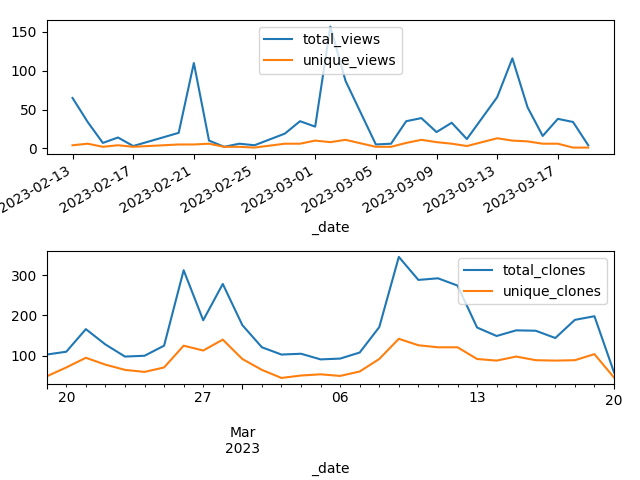 150
100
50
0
total_views
unique_views
2023-02-13
2023-02-17
2023-02-21
2023-02-25
2023-03-01
2023-03-05
2023-03-09
2023-03-13
2023-03-17
_date
300
200
100
total_clones
unique_clones
20 27 06 13 20
Mar
2023
_date